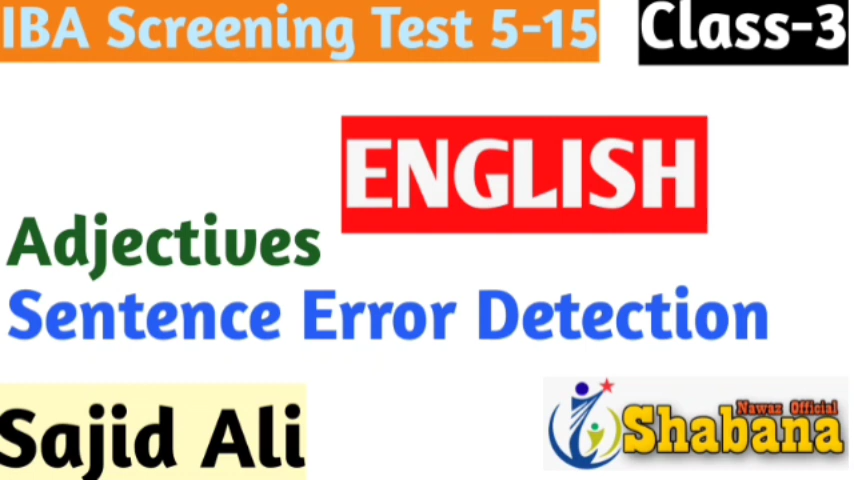 IBA Screening Test 5-15
Class-3
ENGLISH
Adjectives
Sentence Error Detection
Sajid Ali
Nawaz Official
Shabana